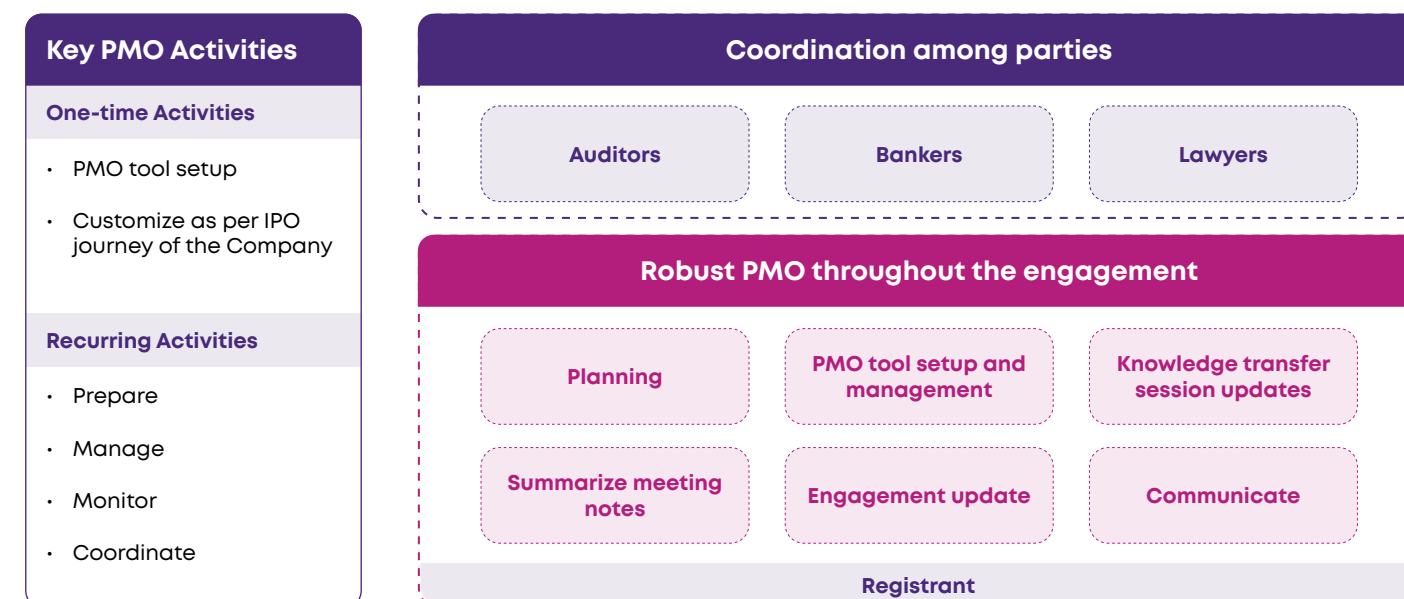 Key PMO Activities
One-time Activities
• PMO tool setup
• Customize as per IPO
journey of the Company
Recurring Activities
• Prepare
• Manage
• Monitor
• Coordinate
Coordination among parties
Auditors
Bankers
Lawyers
Robust PMO throughout the engagement
Planning
PMO tool setup and
management
Knowledge transfer
session updates
Summarize meeting
notes
Engagement update
Communicate
Registrant